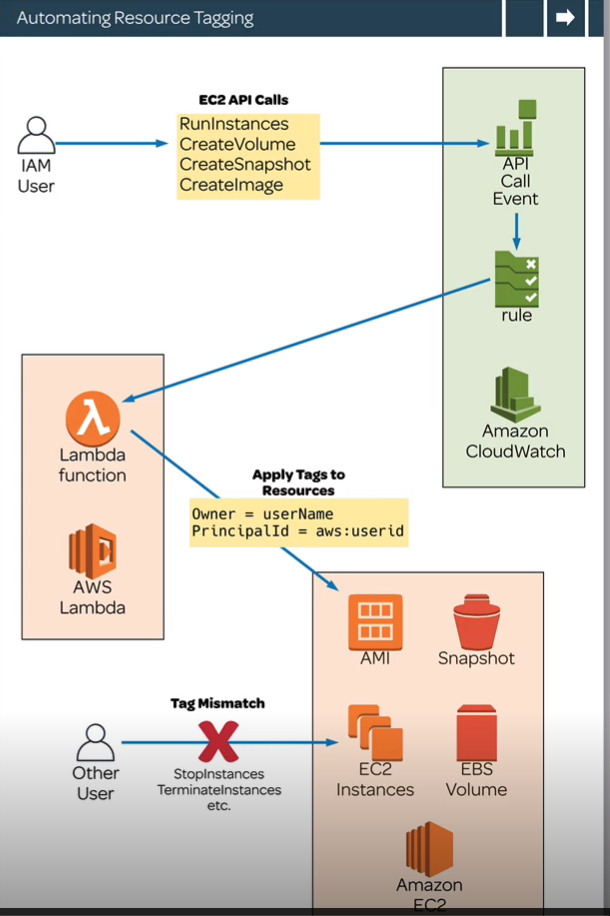 Automating Resource Tagging
EC2 API Calls
RunInstances
CreateVolume
CreateSnapshot
CreateImage
IAM
User
API
Call
Event
rule
Amazon
CloudWatch
Lambda
function
AWS
Lambda
Apply Tags to
Resources
Owner = userName
PrincipalId = aws:userid
AMI
Snapshot
Tag Mismatch
StopInstances
TerminateInstances
etc.
Other
User
EC2
Instances
EBS
Volume
Amazon
EC2